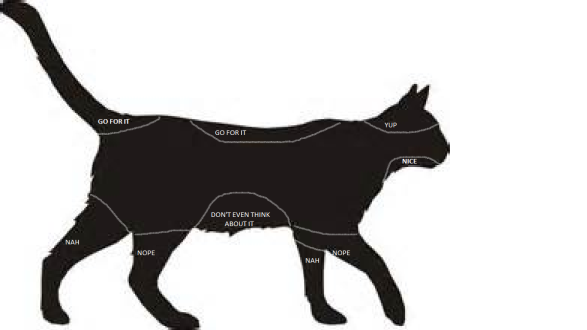 GO FOR IT
GO FOR IT
YUP
NICE
DON'T EVEN THINK
ABOUT IT
NAH
NOPE
NAH
NOPE